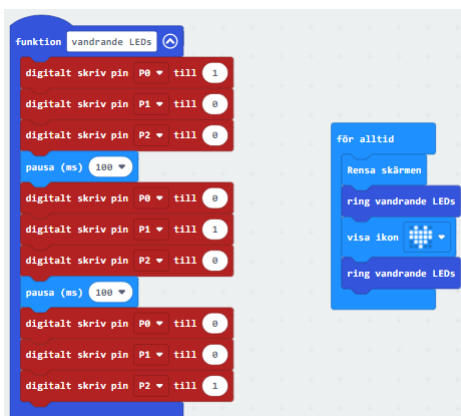 funktion vandrande LEDs
digitalt skriv pin P0 till 1
digitalt skriv pin P1 till 0
digitalt skriv pin P2 till 0
pausa (ms) 100
digitalt skriv pin P0 till 0
digitalt skriv pin P1 till 1
digitalt skriv pin P2 till 0
pausa (ms) 100
digitalt skriv pin P0 till 0
digitalt skriv pin P1 till 0
digitalt skriv pin P2 till 1
för alltid
Rensa skärmen
ring vandrande LEDs
visa ikon
ring vandrande LEDs